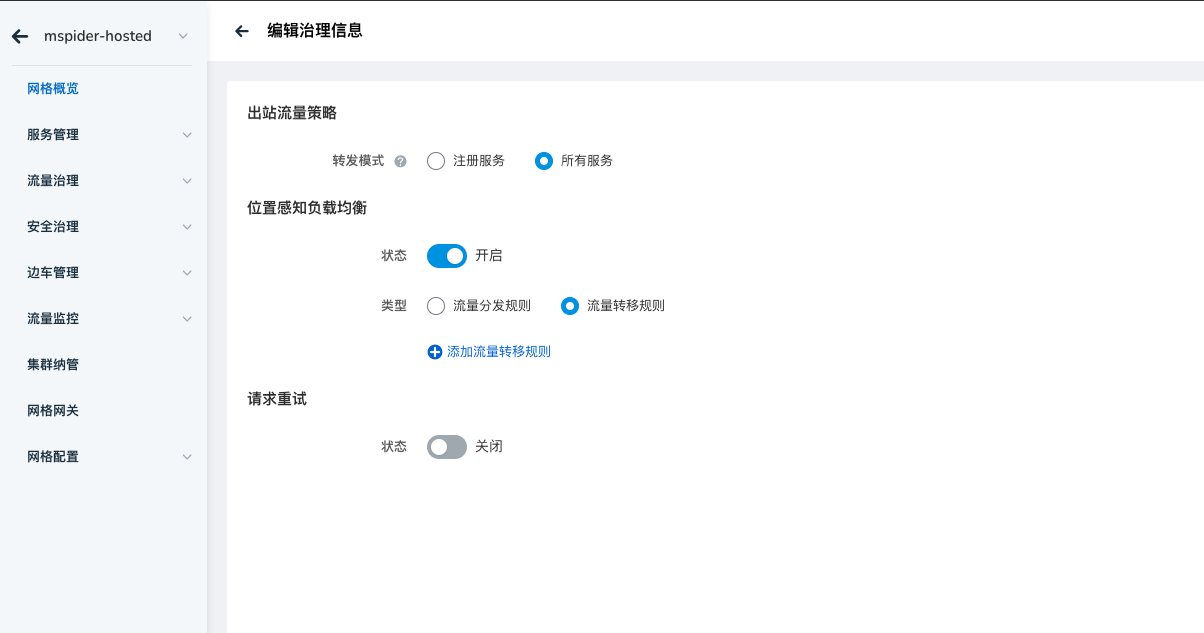 mspider-hosted
网格概览
服务管理
流量治理
安全治理
边车管理
流量监控
集群纳管
网格网关
网格配置
编辑治理信息
出站流量策略
转发模式 ? 注册服务 所有服务
位置感知负载均衡
状态 开启
类型 流量分发规则 流量转移规则
添加流量转移规则
请求重试
状态 关闭